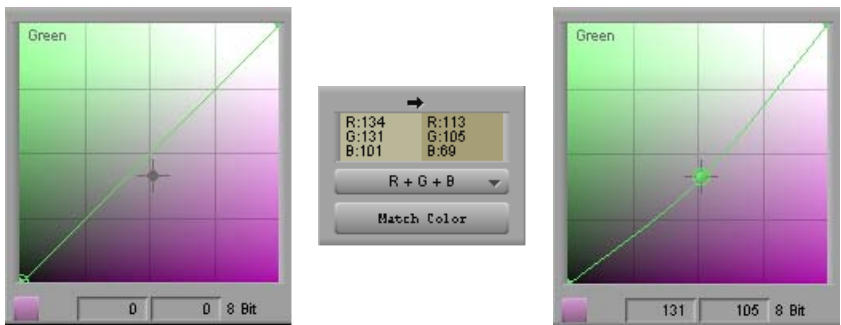 Green
0 0 8 Bit
R:134 R:113
G:131 G:105
B:101 B:69
R + G + B
Match Color
Green
131 105 8 Bit